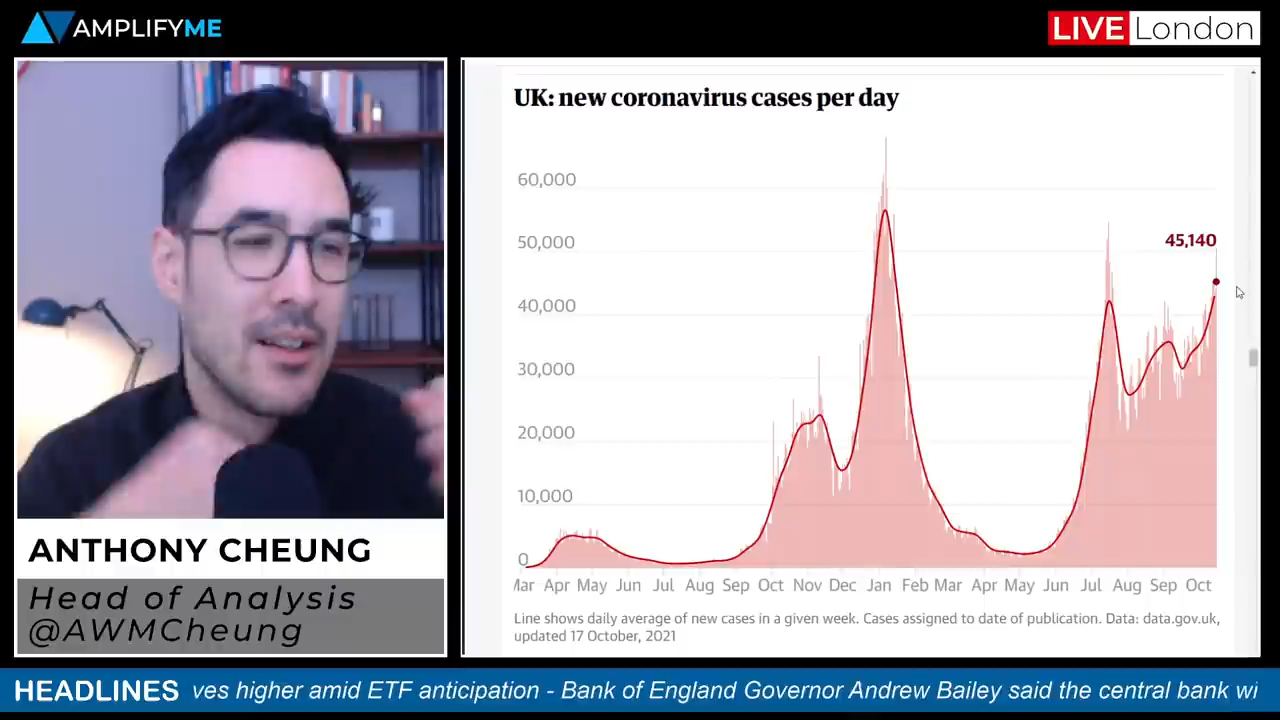 AMPLIFYME
LIVE London
UK: new coronavirus cases per day
60,000
50,000
45,140
40,000
30,000
20,000
10,000
0
Mar Apr May Jun Jul Aug Sep Oct Nov Dec Jan Feb Mar Apr May Jun Jul Aug Sep Oct
Line shows daily average of new cases in a given week. Cases assigned to date of publication. Data: data.gov.uk,
updated 17 October, 2021
ANTHONY CHEUNG
Head of Analysis
@AWMCheung
HEADLINES ves higher amid ETF anticipation - Bank of England Governor Andrew Bailey said the central bank wi